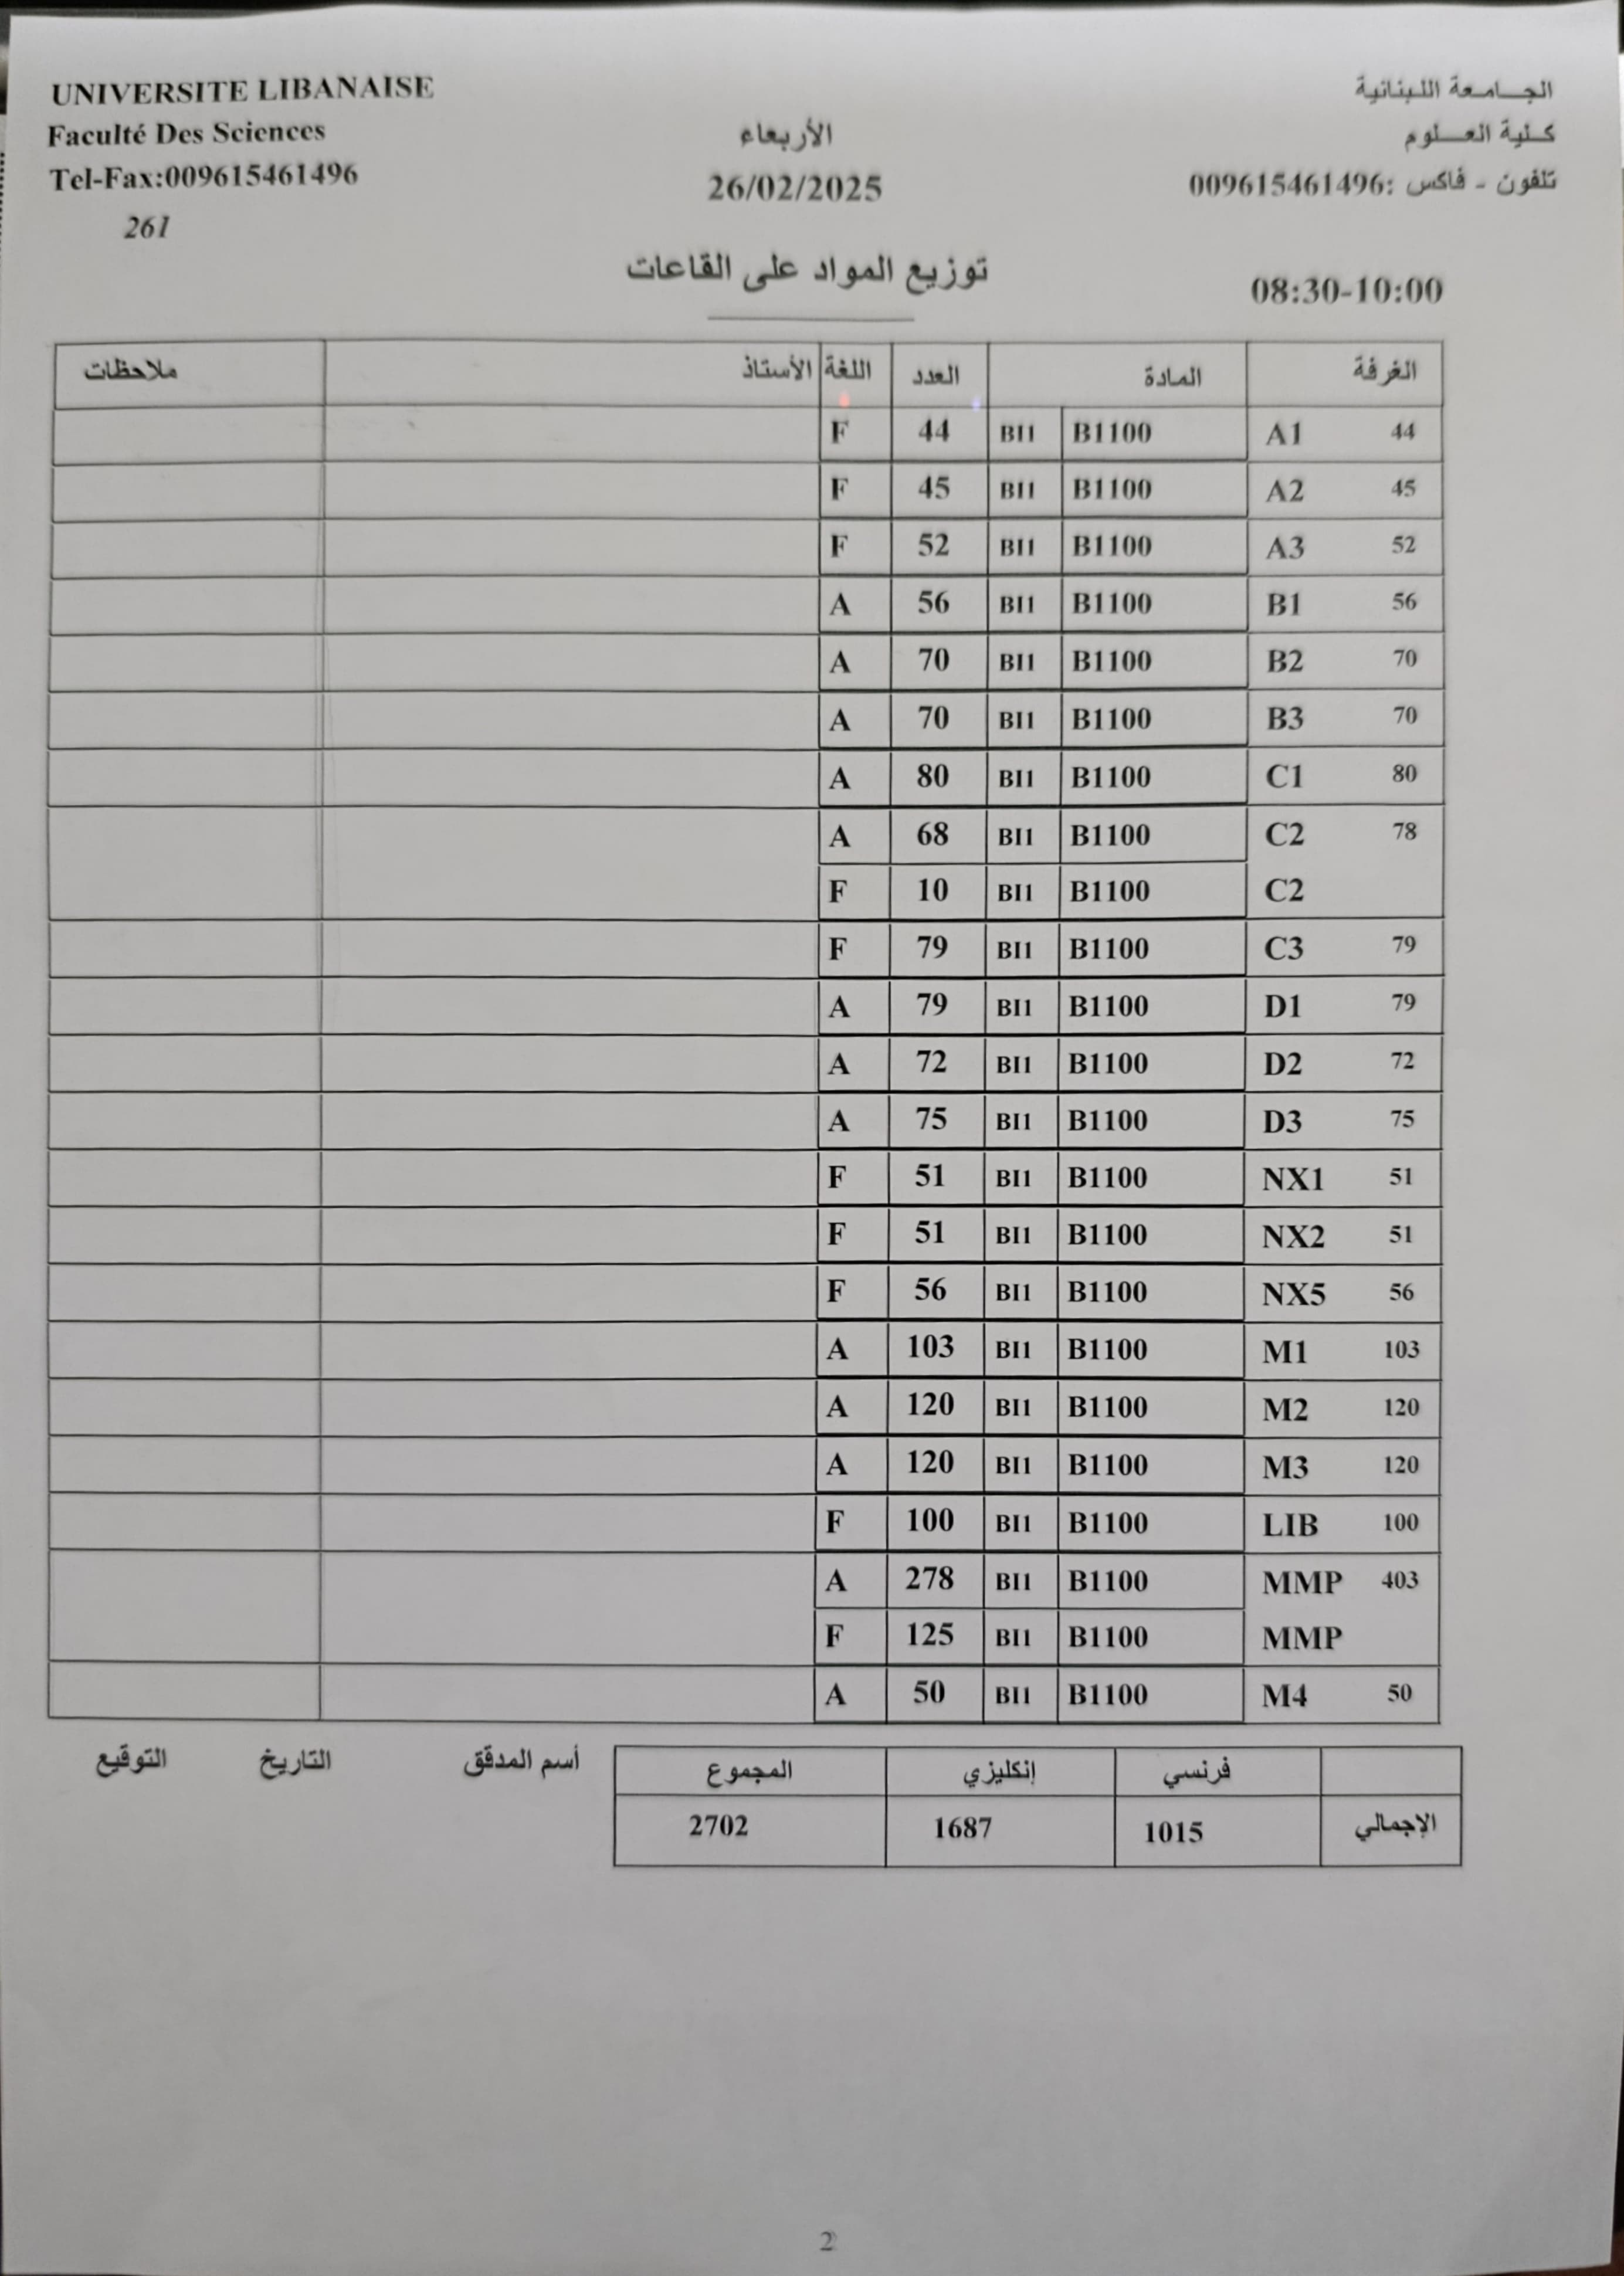 UNIVERSITE LIBANAISE
Faculté Des Sciences
Tel-Fax:009615461496
261
الأربعاء
26/02/2025
الجامعة اللبنانية
كلية العلوم
تلفون - فاكس :009615461496
توزيع المواد على القاعات
08:30-10:00
الغرفة المادة العدد اللغة الأستاذ ملاحظات
F 44 BI1 B1100 A1 44
F 45 BI1 B1100 A2 45
F 52 BI1 B1100 A3 52
A 56 BI1 B1100 B1 56
A 70 BI1 B1100 B2 70
A 70 BI1 B1100 B3 70
A 80 BI1 B1100 C1 80
A 68 BI1 B1100 C2 78
F 10 BI1 B1100 C2
F 79 BI1 B1100 C3 79
A 79 BI1 B1100 D1 79
A 72 BI1 B1100 D2 72
A 75 BI1 B1100 D3 75
F 51 BI1 B1100 NX1 51
F 51 BI1 B1100 NX2 51
F 56 BI1 B1100 NX5 56
A 103 BI1 B1100 M1 103
A 120 BI1 B1100 M2 120
A 120 BI1 B1100 M3 120
F 100 BI1 B1100 LIB 100
A 278 BI1 B1100 MMP 403
F 125 BI1 B1100 MMP
A 50 BI1 B1100 M4 50
فرنسي إنكليزي المجموع
الإجمالي 1015 1687 2702
أسم المدقق التاريخ التوقيع
2